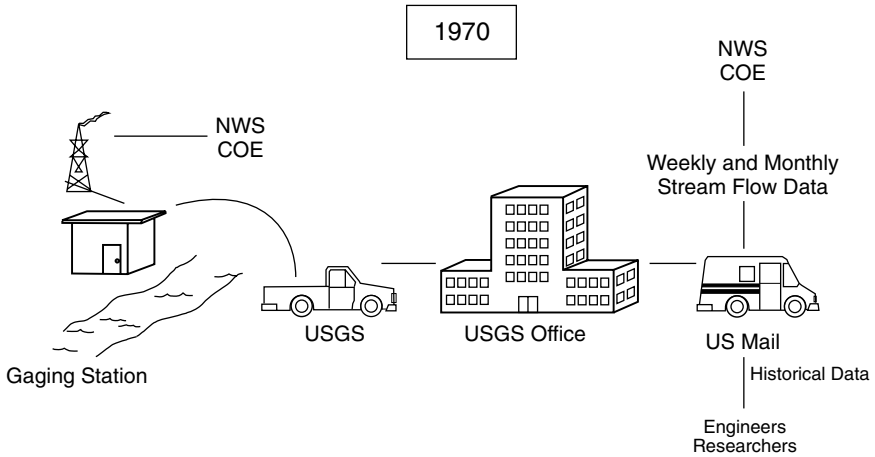 1970
NWS
COE
NWS
COE
Weekly and Monthly
Stream Flow Data
USGS
USGS Office
US Mail
Gaging Station
Historical Data
Engineers
Researchers